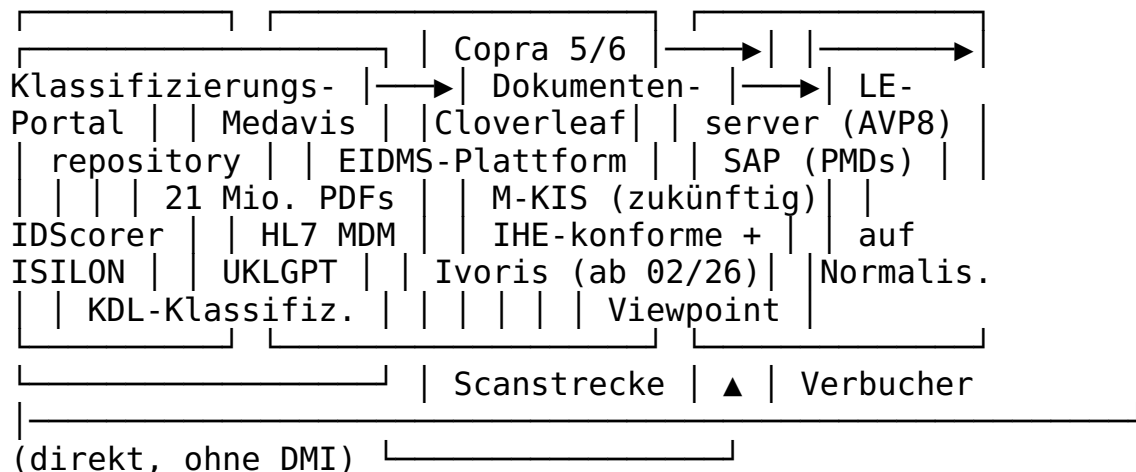 │ Copra 5/6 │────►│ │───────►│
Klassifizierungs- │───►│ Dokumenten- │───►│ LE-
Portal │ │ Medavis │ │Cloverleaf│ │ server (AVP8) │
│ repository │ │ EIDMS-Plattform │ │ SAP (PMDs) │ │
│ │ │ │ 21 Mio. PDFs │ │ M-KIS (zukünftig)│ │
IDScorer │ │ HL7 MDM │ │ IHE-konforme + │ │ auf
ISILON │ │ UKLGPT │ │ Ivoris (ab 02/26)│ │Normalis.
│ │ KDL-Klassifiz. │ │ │ │ │ │ Viewpoint │
│ Scanstrecke │ ▲ │ Verbucher
(direkt, ohne DMI)